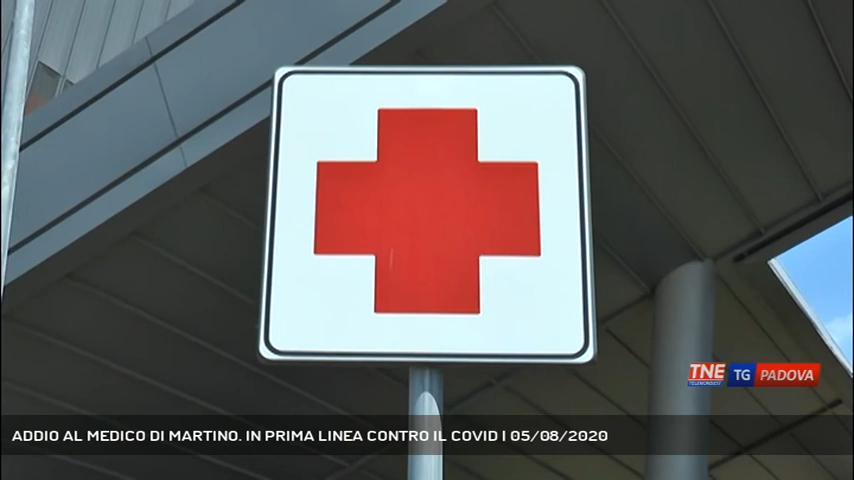 TNE TG PADOVA
TELENORDEST
ADDIO AL MEDICO DI MARTINO. IN PRIMA LINEA CONTRO IL COVID | 05/08/2020